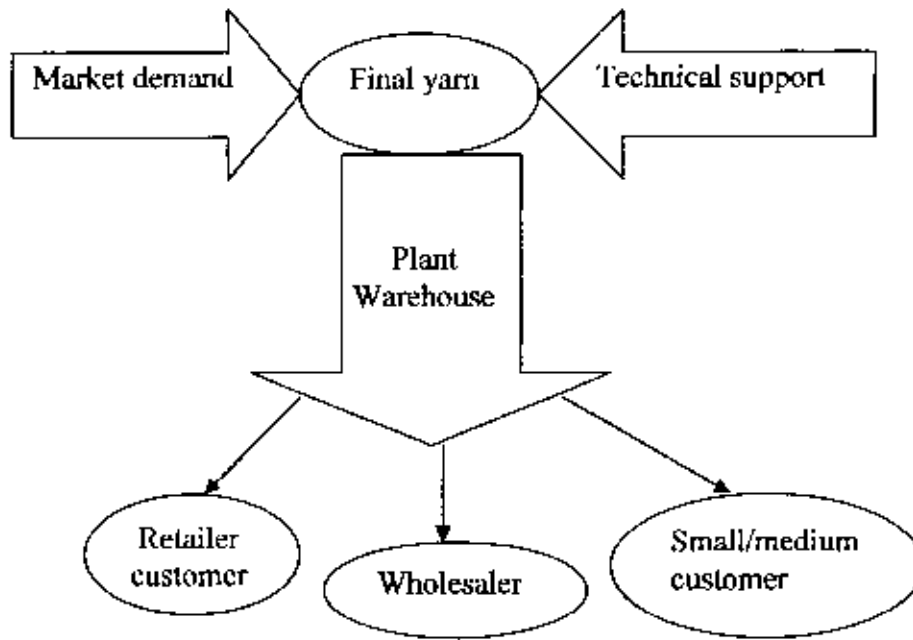 Market demand
Final yarn
Technical support
Plant
Warehouse
Retailer
customer
Wholesaler
Small/medium
customer